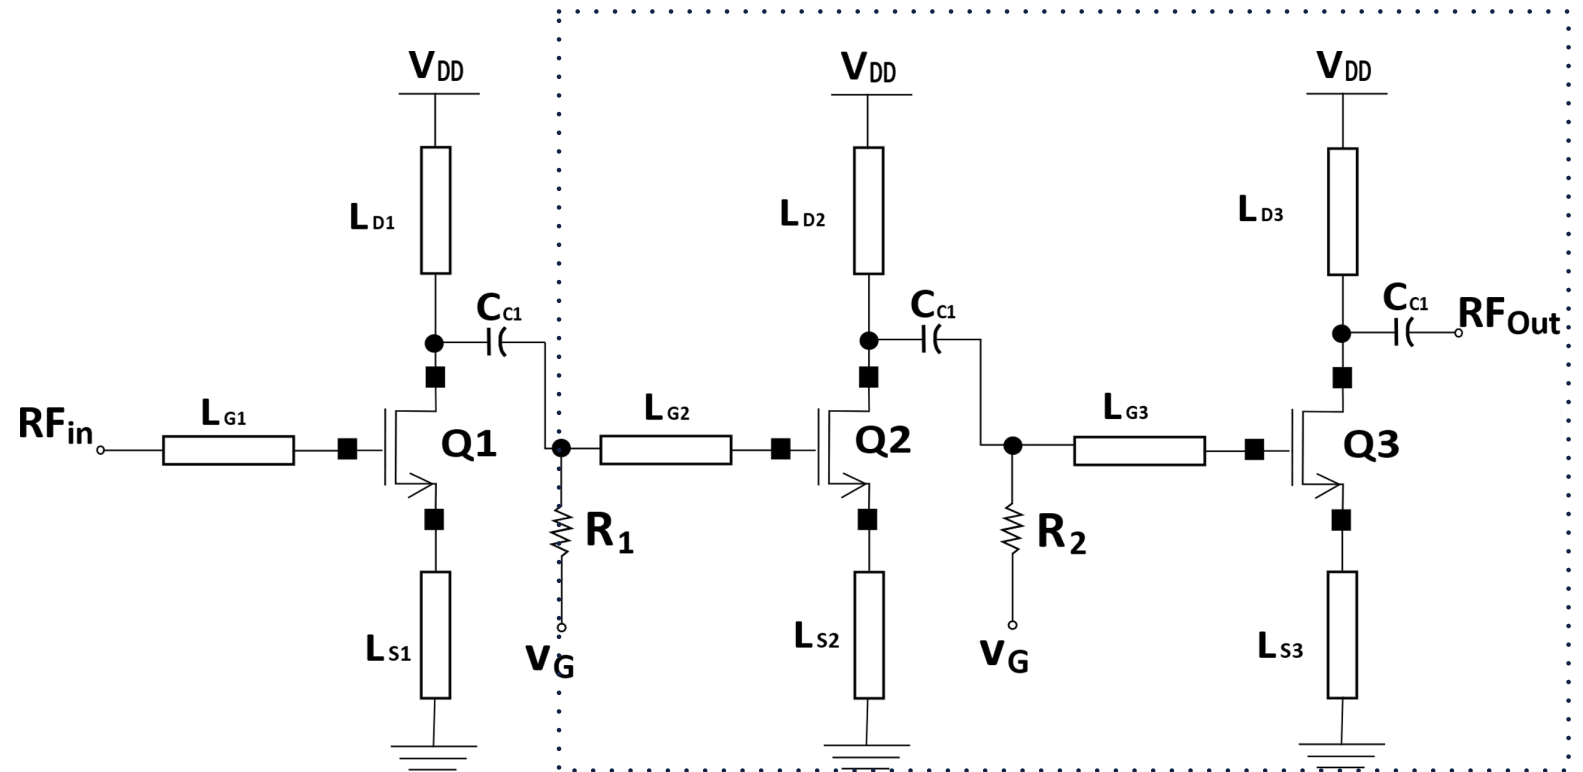 VDD
VDD
VDD
LD1
LD2
LD3
CC1
CC1
CC1
RFOut
RFin
LG1
Q1
LG2
Q2
LG3
Q3
R1
R2
vG
vG
LS1
LS2
LS3